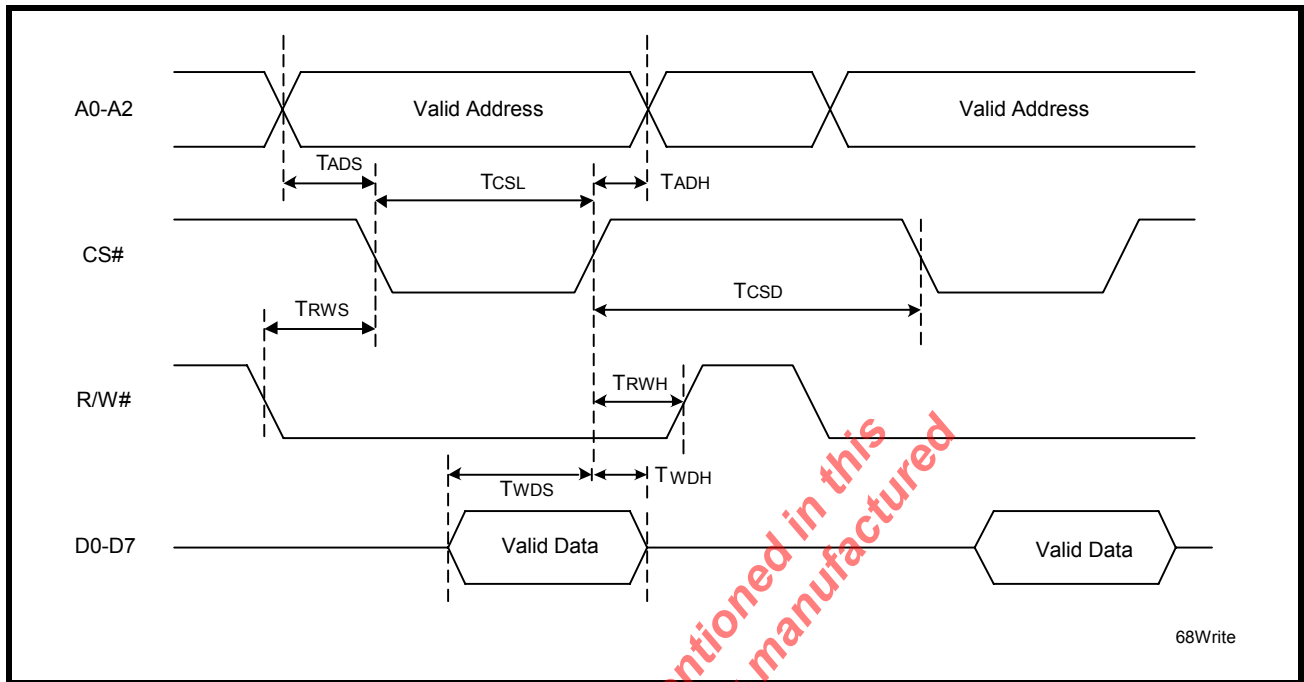 A0-A2
Valid Address
Valid Address
TADS
TCSL
TADH
CS#
TRWS
TCSD
R/W#
TRWH
TWDS
TWDH
D0-D7
Valid Data
Valid Data
mentioned in this
manufactured
68Write